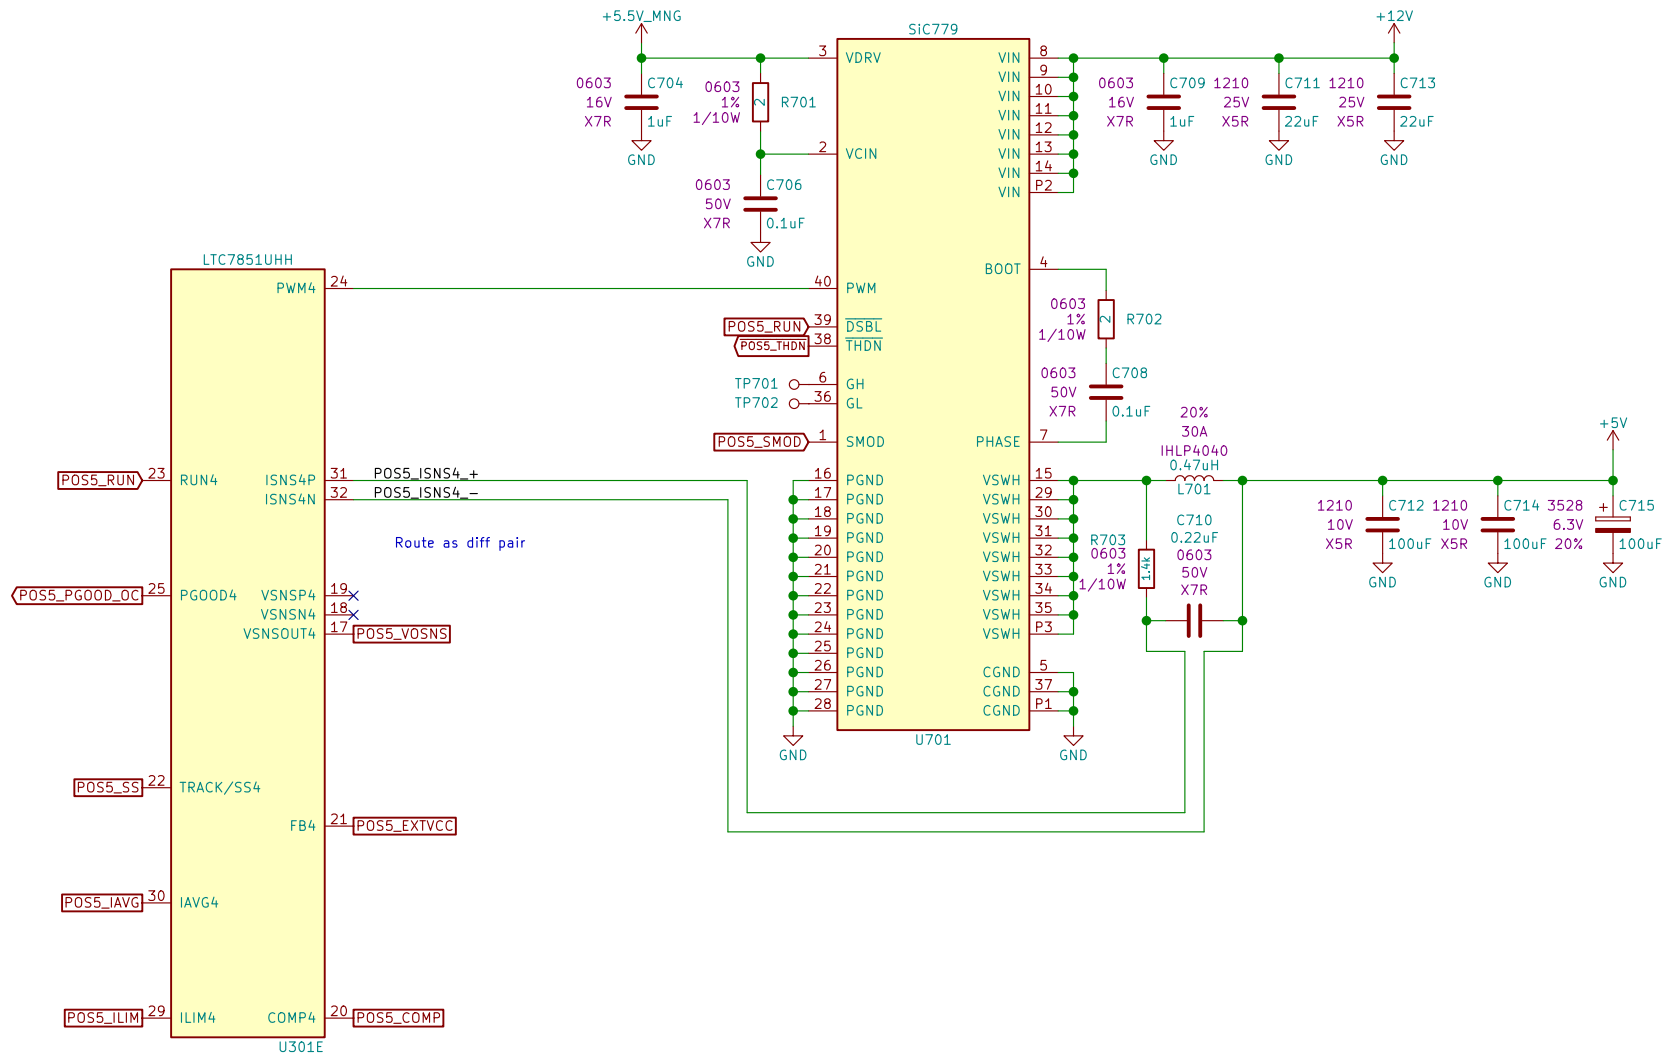 +5.5V_MNG
SiC779
+12V
3 VDRV
VIN 8
VIN 9
VIN 10
VIN 11
VIN 12
VIN 13
VIN 14
VIN P2
0603 C704
16V
X7R 1uF
GND
0603
1%
1/10W
2
R701
0603 C709
16V
X7R 1uF
GND
1210 C711
25V
X5R 22uF
GND
1210 C713
25V
X5R 22uF
GND
2 VCIN
0603 C706
50V
X7R 0.1uF
GND
LTC7851UHH
PWM4 24
40 PWM
BOOT 4
0603
1%
1/10W
2
R702
POS5_RUN 39 DSBL
POS5_THDN 38 THDN
TP701 6 GH
TP702 36 GL
0603 C708
50V
X7R 0.1uF
POS5_SMOD 1 SMOD
PHASE 7
20%
30A
IHLP4040
0.47uH
L701
+5V
POS5_RUN 23 RUN4
ISNS4P 31 POS5_ISNS4_+
ISNS4N 32 POS5_ISNS4_-
Route as diff pair
16 PGND
17 PGND
18 PGND
19 PGND
20 PGND
21 PGND
22 PGND
23 PGND
24 PGND
25 PGND
26 PGND
27 PGND
28 PGND
GND
VSWH 15
VSWH 29
VSWH 30
VSWH 31
VSWH 32
VSWH 33
VSWH 34
VSWH 35
VSWH P3
CGND 5
CGND 37
CGND P1
GND
U701
R703
0603
1%
1/10W
1.4k
C710
0.22uF
0603
50V
X7R
1210 C712
10V
X5R 100uF
GND
1210 C714
10V
X5R 100uF
GND
3528 + C715
6.3V
20% 100uF
GND
POS5_PGOOD_OC 25 PGOOD4
VSNSP4 19
VSNSN4 18
VSNSOUT4 17 POS5_VOSNS
POS5_SS 22 TRACK/SS4
FB4 21 POS5_EXTVCC
POS5_IAVG 30 IAVG4
POS5_ILIM 29 ILIM4
COMP4 20 POS5_COMP
U301E